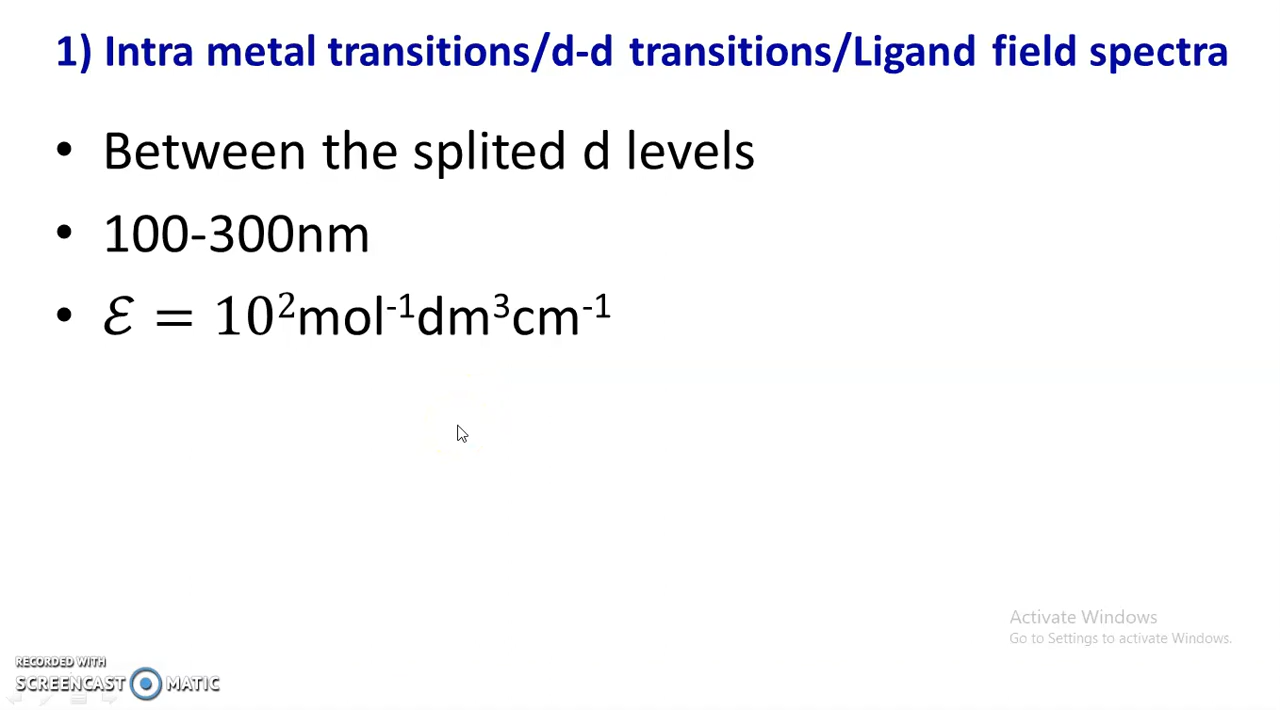 1) Intra metal transitions/d-d transitions/Ligand field spectra
• Between the splited d levels
• 100-300nm
• ℰ = 10²mol⁻¹dm³cm⁻¹
Activate Windows
Go to Settings to activate Windows.
RECORDED WITH
SCREENCAST MATIC